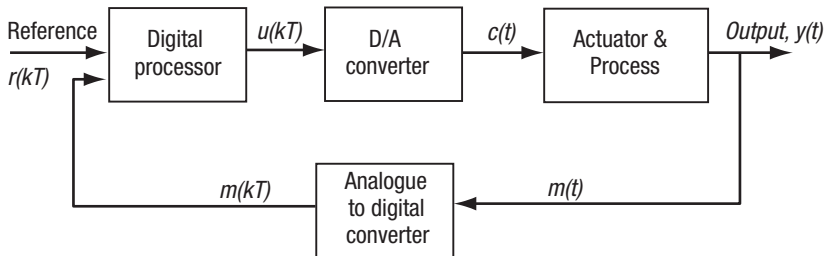 Reference
r(kT)
Digital
processor
u(kT)
D/A
converter
c(t)
Actuator &
Process
Output, y(t)
m(kT)
Analogue
to digital
converter
m(t)